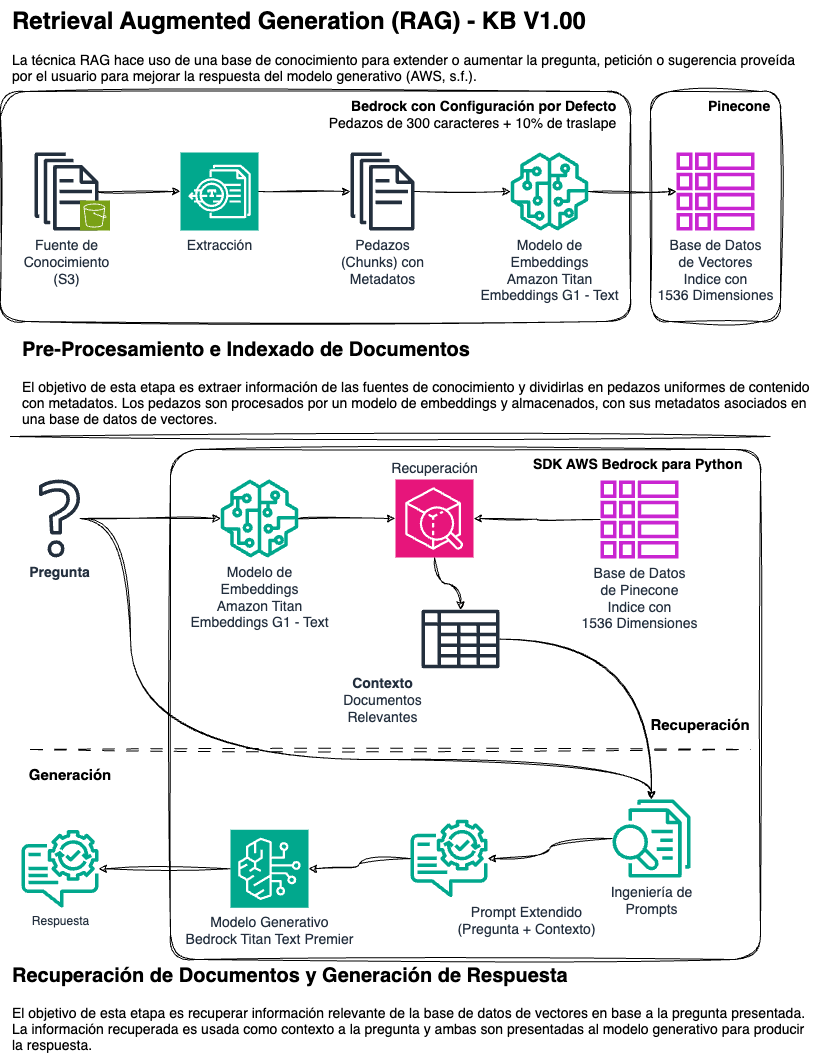 Retrieval Augmented Generation (RAG) - KB V1.00
La técnica RAG hace uso de una base de conocimiento para extender o aumentar la pregunta, petición o sugerencia proveída
por el usuario para mejorar la respuesta del modelo generativo (AWS, s.f.).
Bedrock con Configuración por Defecto
Pedazos de 300 caracteres + 10% de traslape
Pinecone
Fuente de
Conocimiento
(S3)
Extracción
Pedazos
(Chunks) con
Metadatos
Modelo de
Embeddings
Amazon Titan
Embeddings G1 - Text
Base de Datos
de Vectores
Indice con
1536 Dimensiones
Pre-Procesamiento e Indexado de Documentos
El objetivo de esta etapa es extraer información de las fuentes de conocimiento y dividirlas en pedazos uniformes de contenido
con metadatos. Los pedazos son procesados por un modelo de embeddings y almacenados, con sus metadatos asociados en
una base de datos de vectores.
SDK AWS Bedrock para Python
Recuperación
Pregunta
Modelo de
Embeddings
Amazon Titan
Embeddings G1 - Text
Base de Datos
de Pinecone
Indice con
1536 Dimensiones
Contexto
Documentos
Relevantes
Recuperación
Generación
Respuesta
Modelo Generativo
Bedrock Titan Text Premier
Prompt Extendido
(Pregunta + Contexto)
Ingeniería de
Prompts
Recuperación de Documentos y Generación de Respuesta
El objetivo de esta etapa es recuperar información relevante de la base de datos de vectores en base a la pregunta presentada.
La información recuperada es usada como contexto a la pregunta y ambas son presentadas al modelo generativo para producir
la respuesta.